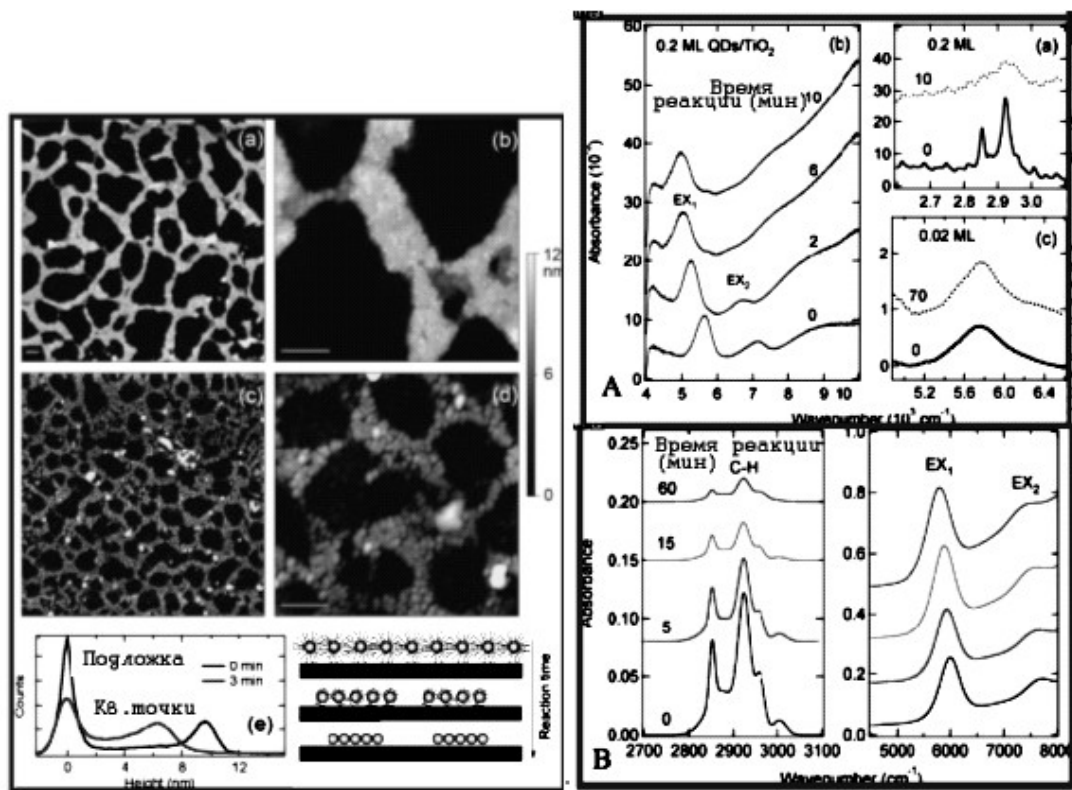 (a)
(b)
12
nm
6
0
(c)
(d)
Counts
Подложка
0 min
3 min
Кв.точки
(e)
0 4 8 12
Height (nm)
Reaction time
60
50
40
30
20
10
0
Absorbance (10⁻³)
0.2 ML QDs/TiO₂
(b)
Время
реакции (мин)
10
6
2
0
EX₁
EX₂
4 5 6 7 8 9 10
A
0.2 ML
(a)
40
30
20
10
0
10
0
2.7 2.8 2.9 3.0
0.02 ML
(c)
2
1
0
70
0
5.2 5.6 6.0 6.4
Wavenumber (10³ cm⁻¹)
0.25
0.20
0.15
0.10
0.05
0.00
Absorbance
Время реакции
(мин)
C-H
60
15
5
0
2700 2800 2900 3000 3100
B
0.8
0.6
0.4
0.2
0.0
EX₁
EX₂
5000 6000 7000 8000
Wavenumber (cm⁻¹)